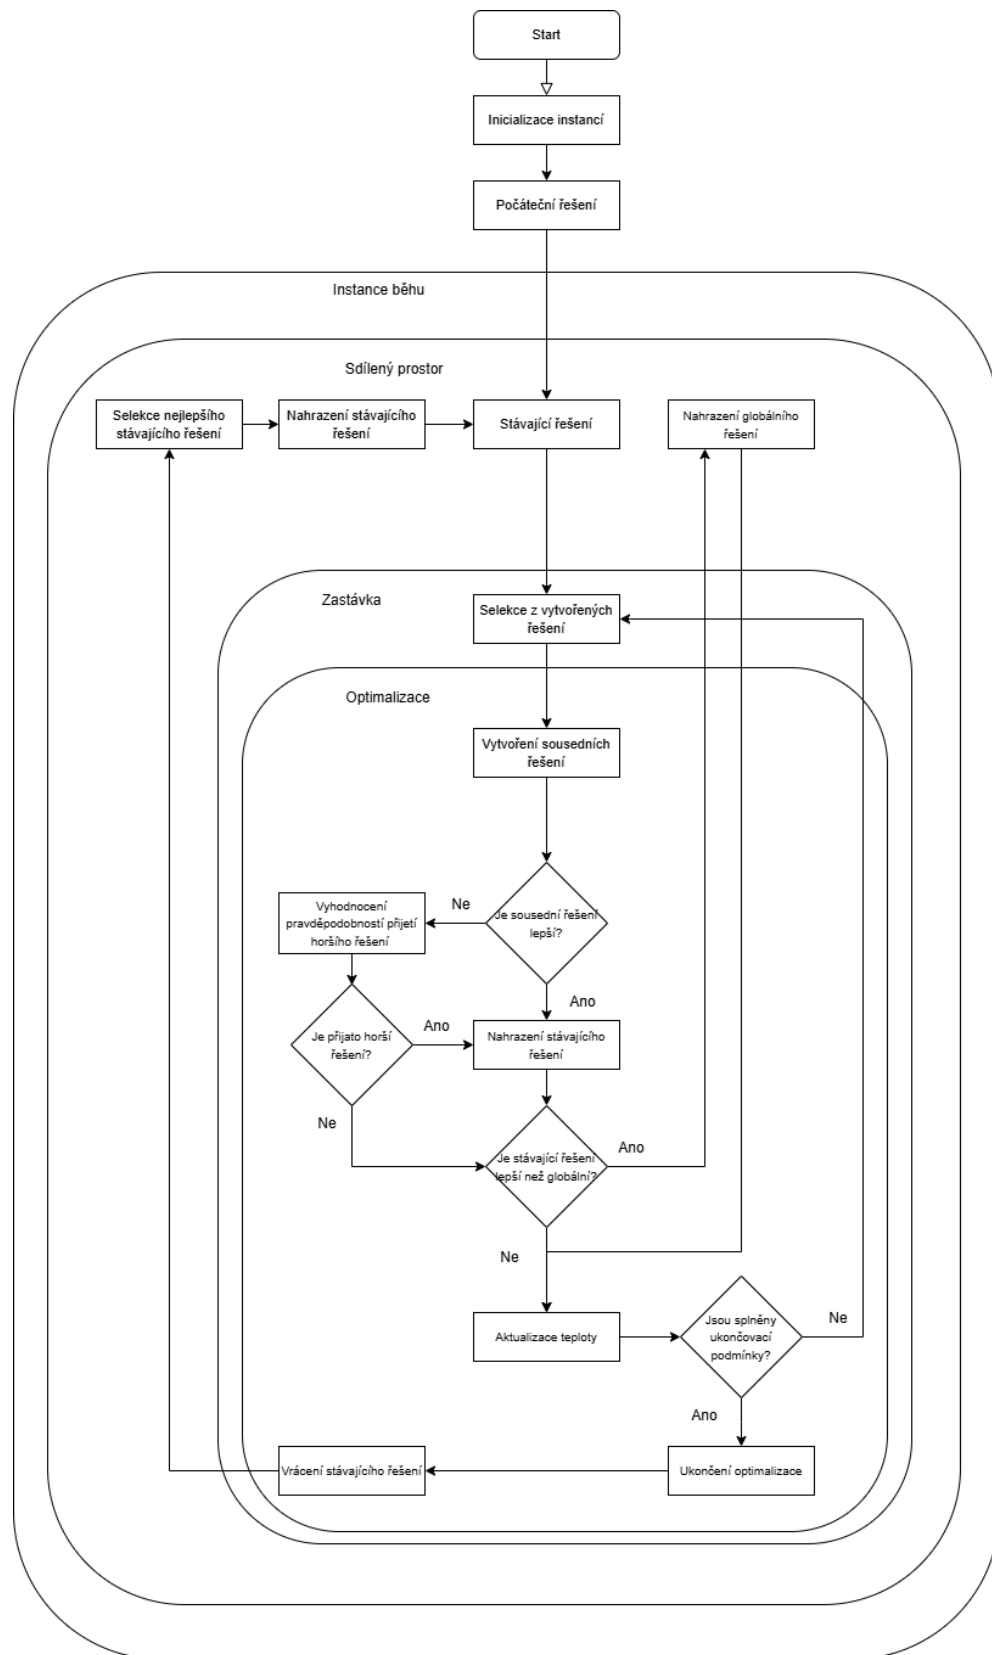 Start
Inicializace instancí
Počáteční řešení
Instance běhu
Sdílený prostor
Selekce nejlepšího
stávajícího řešení
Nahrazení stávajícího
řešení
Stávající řešení
Nahrazení globálního
řešení
Zastávka
Selekce z vytvořených
řešení
Optimalizace
Vytvoření sousedních
řešení
Je sousední řešení
lepší?
Ne
Vyhodnocení
pravděpodobností přijetí
horšího řešení
Ano
Je přijato horší
řešení?
Ano
Nahrazení stávajícího
řešení
Ne
Je stávající řešení
lepší než globální?
Ano
Ne
Aktualizace teploty
Jsou splněny
ukončovací
podmínky?
Ne
Ano
Vrácení stávajícího řešení
Ukončení optimalizace